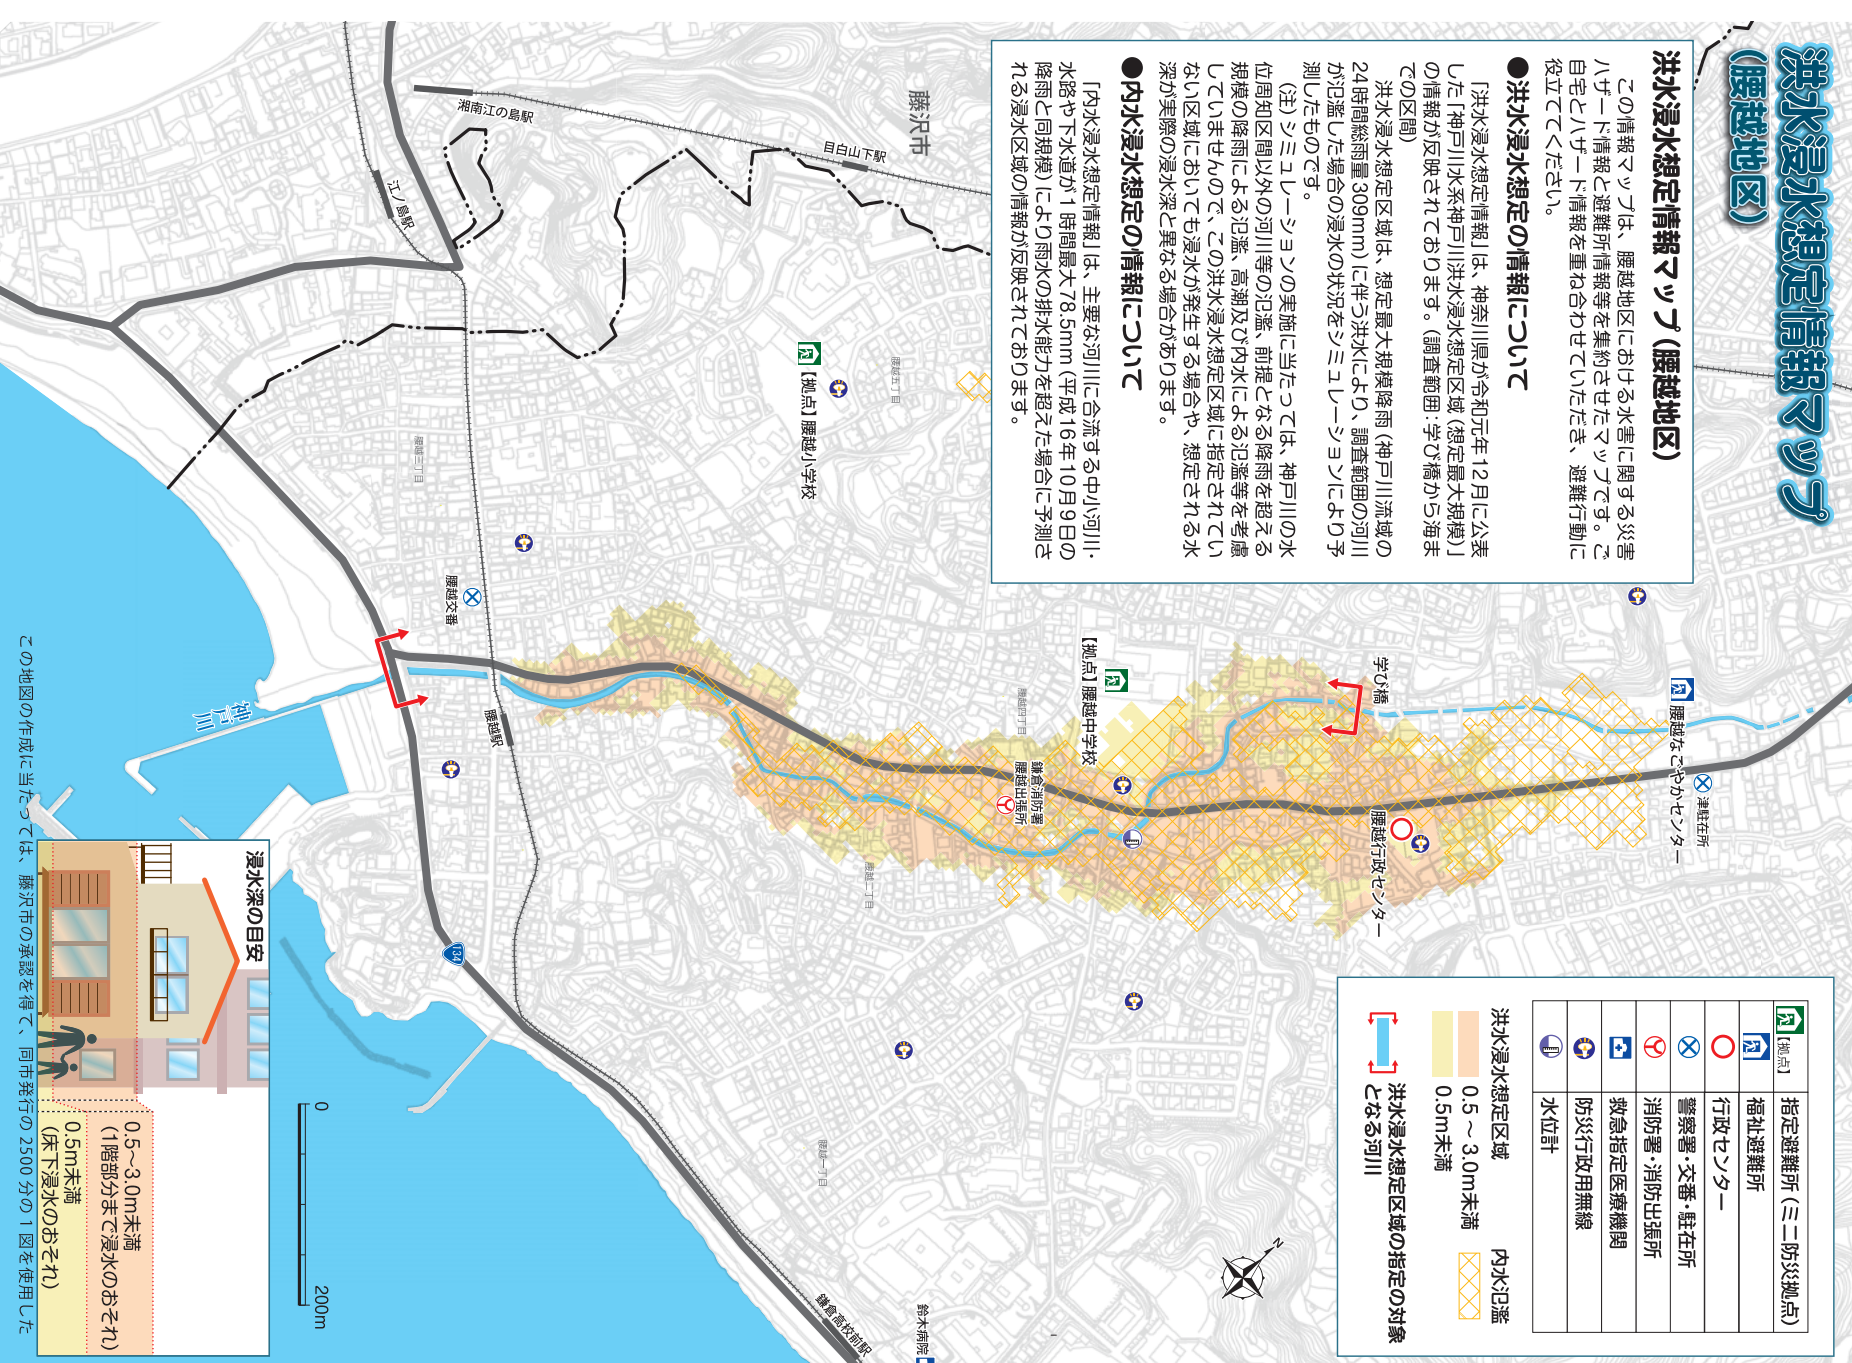 洪水浸水想定情報マップ
(腰越地区)
洪水浸水想定情報マップ(腰越地区)
この情報マップは、腰越地区における水害に関する災害
ハザード情報と避難所情報等を集約させたマップです。ご
自宅とハザード情報を重ね合わせていただき、避難行動に
役立ててください。
●洪水浸水想定の情報について
「洪水浸水想定情報」は、神奈川県が令和元年12月に公表
した「神戸川水系神戸川洪水浸水想定区域(想定最大規模)」
の情報が反映されております。(調査範囲:学び橋から海ま
での区間)
洪水浸水想定区域は、想定最大規模降雨(神戸川流域の
24時間総雨量309mm)に伴う洪水により、調査範囲の河川
が氾濫した場合の浸水の状況をシミュレーションにより予
測したものです。
(注)シミュレーションの実施に当たっては、神戸川の水
位周知区間以外の河川等の氾濫、前提となる降雨を超える
規模の降雨による氾濫、高潮及び内水による氾濫等を考慮
していませんので、この洪水浸水想定区域に指定されてい
ない区域においても浸水が発生する場合や、想定される水
深が実際の浸水深と異なる場合があります。
●内水浸水想定の情報について
「内水浸水想定情報」は、主要な河川に合流する中小河川・
水路や下水道が1時間最大78.5mm(平成16年10月9日の
降雨と同規模)により雨水の排水能力を超えた場合に予測さ
れる浸水区域の情報が反映されております。
藤沢市
湘南江の島駅
目白山下駅
江ノ島駅
【拠点】腰越小学校
腰越五丁目
腰越三丁目
腰越交番
腰越駅
神戸川
【拠点】腰越中学校
腰越四丁目
学び橋
鎌倉消防署
腰越出張所
腰越行政センター
腰越なごやかセンター
津駐在所
腰越二丁目
腰越一丁目
134
鎌倉高校前駅
鈴木病院
N
【拠点】
指定避難所(ミニ防災拠点)
福祉避難所
行政センター
警察署・交番・駐在所
消防署・消防出張所
救急指定医療機関
防災行政用無線
水位計
洪水浸水想定区域
0.5~3.0m未満
0.5m未満
内水氾濫
洪水浸水想定区域の指定の対象
となる河川
0
200m
浸水深の目安
0.5~3.0m未満
(1階部分まで浸水のおそれ)
0.5m未満
(床下浸水のおそれ)
この地図の作成に当たっては、藤沢市の承認を得て、同市発行の2500分の1図を使用した